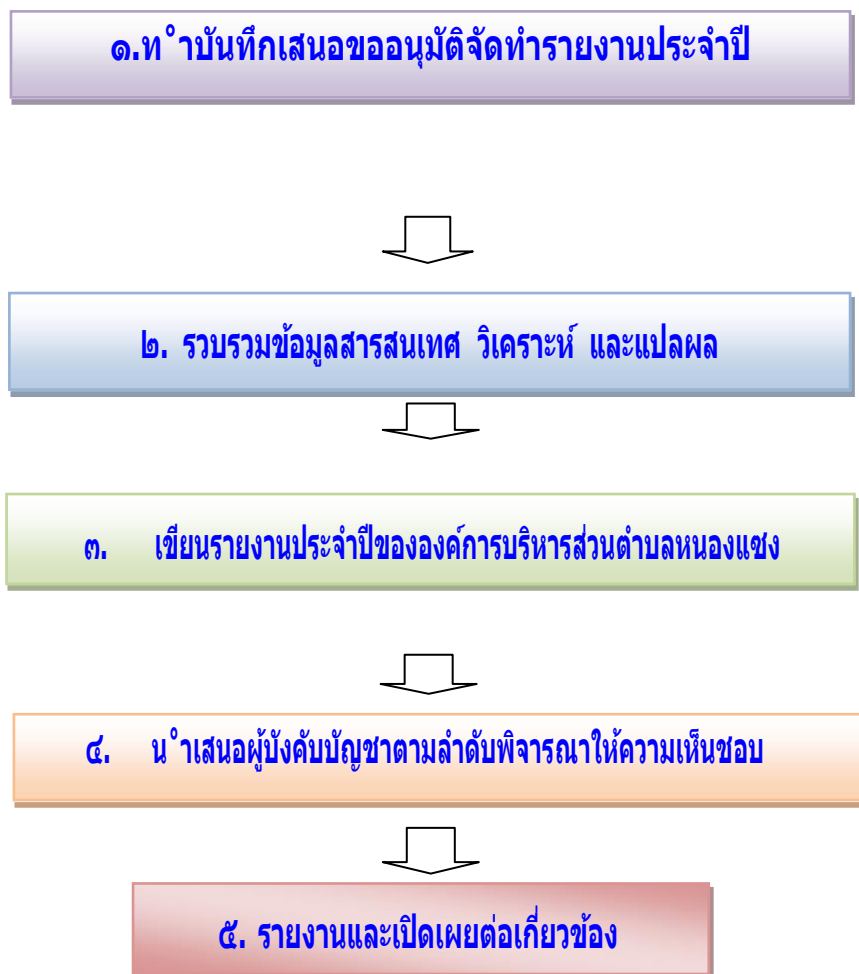 ๑.ทำบันทึกเสนอขออนุมัติจัดทำรายงานประจำปี
๒. รวบรวมข้อมูลสารสนเทศ วิเคราะห์ และแปลผล
๓. เขียนรายงานประจำปีขององค์การบริหารส่วนตำบลหนองแซง
๔. นำเสนอผู้บังคับบัญชาตามลำดับพิจารณาให้ความเห็นชอบ
๕. รายงานและเปิดเผยต่อเกี่ยวข้อง